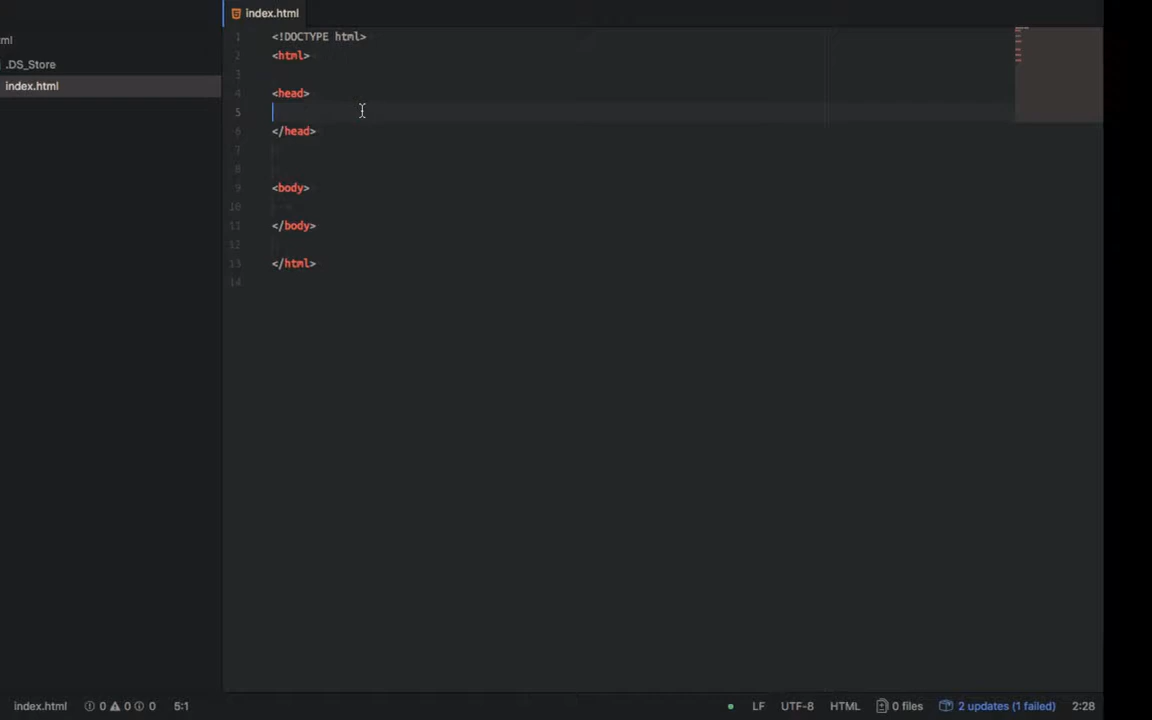 index.html
ml
.DS_Store
index.html
1 <!DOCTYPE html>
2 <html>
3
4 <head>
5
6 </head>
7
8
9 <body>
10
11 </body>
12
13 </html>
14
index.html 0 0 0 5:1 LF UTF-8 HTML 0 files 2 updates (1 failed) 2:28